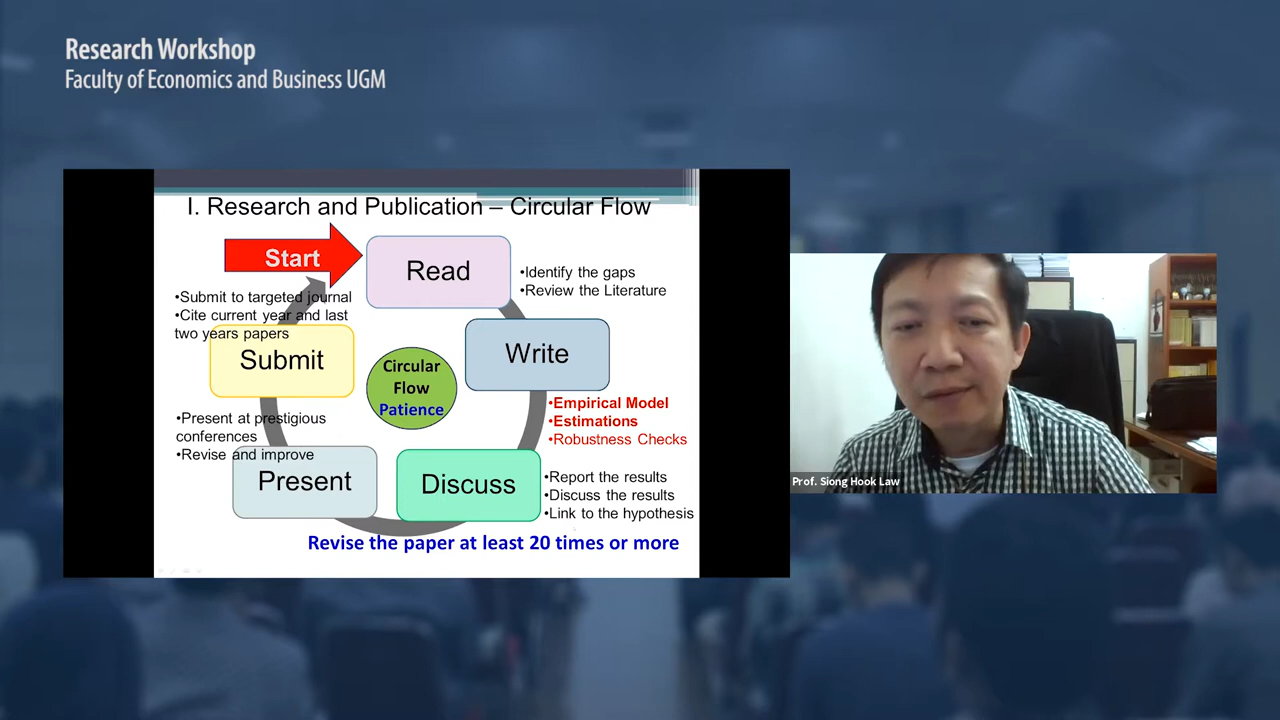 Research Workshop
Faculty of Economics and Business UGM
I. Research and Publication – Circular Flow
Start
Read
•Identify the gaps
•Review the Literature
Write
•Empirical Model
•Estimations
•Robustness Checks
Discuss
•Report the results
•Discuss the results
•Link to the hypothesis
Present
•Present at prestigious
conferences
•Revise and improve
Submit
•Submit to targeted journal
•Cite current year and last
two years papers
Circular
Flow
Patience
Revise the paper at least 20 times or more
Prof. Siong Hook Law